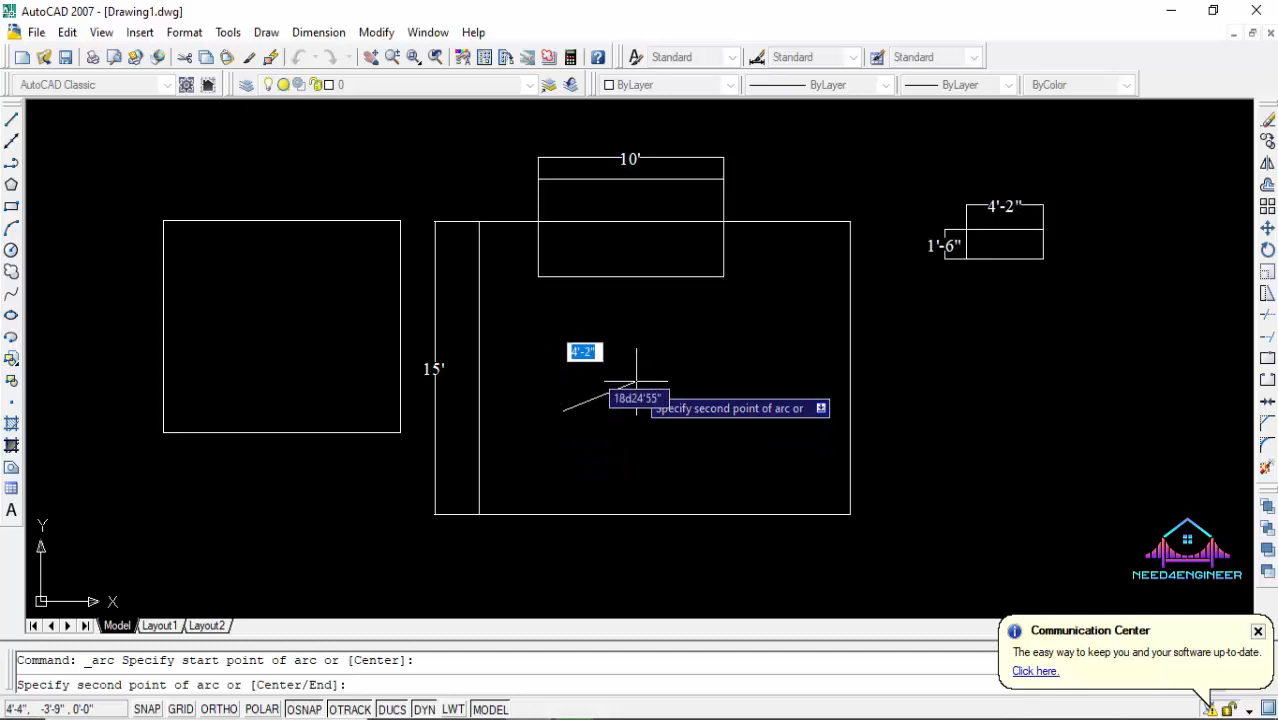 AutoCAD 2007 - [Drawing1.dwg]
File Edit View Insert Format Tools Draw Dimension Modify Window Help
Standard Standard Standard
AutoCAD Classic 0 ByLayer ByLayer ByLayer ByColor
10'
4'-2"
1'-6"
4'-2"
15'
18d24'55"
Specify second point of arc or
Y
X
NEED4ENGINEER
Model Layout1 Layout2
Communication Center
The easy way to keep you and your software up-to-date.
Click here.
Command: _arc Specify start point of arc or [Center]:
Specify second point of arc or [Center/End]:
4'-4", -3'-9" ,0'-0" SNAP GRID ORTHO POLAR OSNAP OTRACK DUCS DYN LWT MODEL